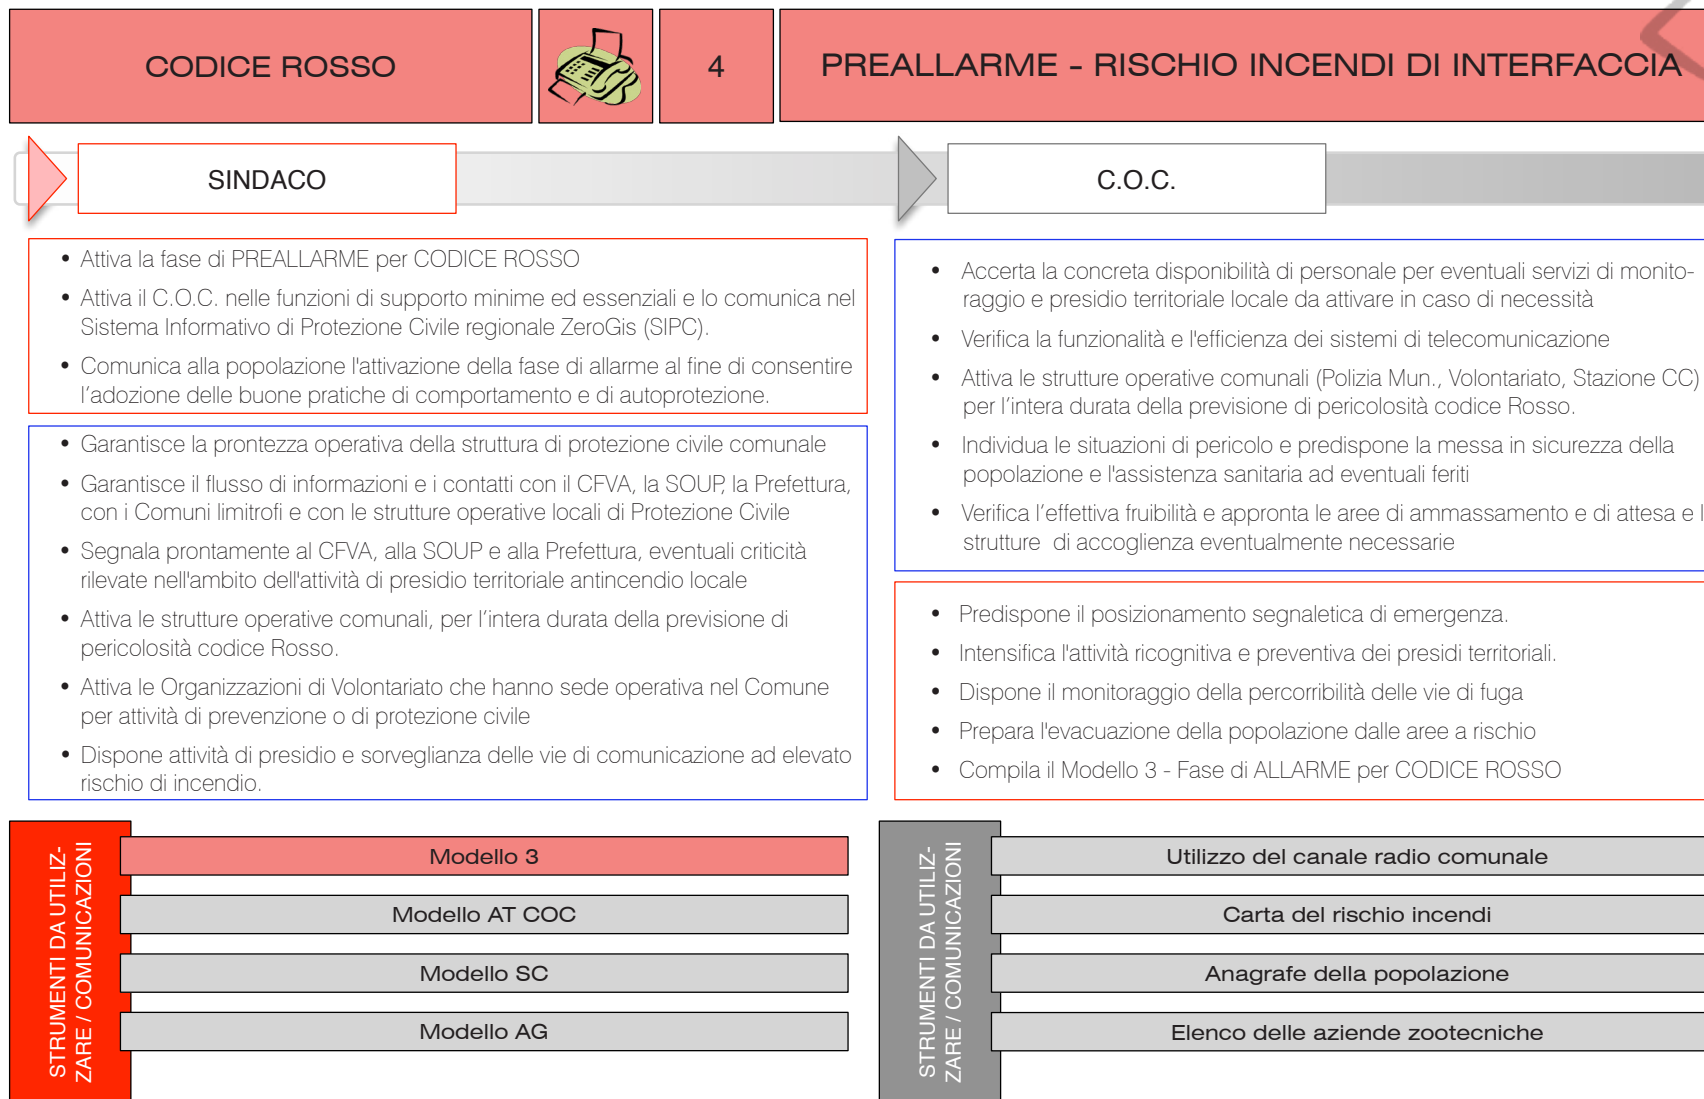 CODICE ROSSO
4
PREALLARME - RISCHIO INCENDI DI INTERFACCIA
SINDACO
• Attiva la fase di PREALLARME per CODICE ROSSO
• Attiva il C.O.C. nelle funzioni di supporto minime ed essenziali e lo comunica nel
Sistema Informativo di Protezione Civile regionale ZeroGis (SIPC).
• Comunica alla popolazione l'attivazione della fase di allarme al fine di consentire
l’adozione delle buone pratiche di comportamento e di autoprotezione.
• Garantisce la prontezza operativa della struttura di protezione civile comunale
• Garantisce il flusso di informazioni e i contatti con il CFVA, la SOUP, la Prefettura,
con i Comuni limitrofi e con le strutture operative locali di Protezione Civile
• Segnala prontamente al CFVA, alla SOUP e alla Prefettura, eventuali criticità
rilevate nell'ambito dell'attività di presidio territoriale antincendio locale
• Attiva le strutture operative comunali, per l’intera durata della previsione di
pericolosità codice Rosso.
• Attiva le Organizzazioni di Volontariato che hanno sede operativa nel Comune
per attività di prevenzione o di protezione civile
• Dispone attività di presidio e sorveglianza delle vie di comunicazione ad elevato
rischio di incendio.
STRUMENTI DA UTILIZ-
ZARE / COMUNICAZIONI
Modello 3
Modello AT COC
Modello SC
Modello AG
C.O.C.
• Accerta la concreta disponibilità di personale per eventuali servizi di monito-
raggio e presidio territoriale locale da attivare in caso di necessità
• Verifica la funzionalità e l'efficienza dei sistemi di telecomunicazione
• Attiva le strutture operative comunali (Polizia Mun., Volontariato, Stazione CC)
per l’intera durata della previsione di pericolosità codice Rosso.
• Individua le situazioni di pericolo e predispone la messa in sicurezza della
popolazione e l'assistenza sanitaria ad eventuali feriti
• Verifica l’effettiva fruibilità e appronta le aree di ammassamento e di attesa e
strutture di accoglienza eventualmente necessarie
• Predispone il posizionamento segnaletica di emergenza.
• Intensifica l'attività ricognitiva e preventiva dei presidi territoriali.
• Dispone il monitoraggio della percorribilità delle vie di fuga
• Prepara l'evacuazione della popolazione dalle aree a rischio
• Compila il Modello 3 - Fase di ALLARME per CODICE ROSSO
STRUMENTI DA UTILIZ-
ZARE / COMUNICAZIONI
Utilizzo del canale radio comunale
Carta del rischio incendi
Anagrafe della popolazione
Elenco delle aziende zootecniche